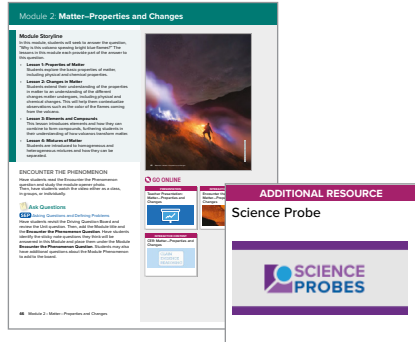 Module 2: Matter–Properties and Changes
Module Storyline
In this module, students will seek to answer the question,
"Why is this volcano spewing bright blue flames?" The
lessons in this module each provide part of the answer to
this question.
• Lesson 1: Properties of Matter
Students explore the basic properties of matter,
including physical and chemical properties.
• Lesson 2: Changes in Matter
Students extend their understanding of the properties
in matter to an understanding of the different
changes matter undergoes, including physical and
chemical changes. This will help them contextualize
observations such as the color of the flames coming
from the volcano.
• Lesson 3: Elements and Compounds
This lesson introduces elements and how they can
combine to form compounds, furthering students in
their understanding of how volcanos transform matter.
• Lesson 4: Mixtures of Matter
Students are introduced to homogeneous and
heterogeneous mixtures and how they can be
separated.
ENCOUNTER THE PHENOMENON
Have students read the Encounter the Phenomenon
question and study the module opener photo.
Then, have students watch the video either as a class,
in groups, or individually.
Ask Questions
SEP Asking Questions and Defining Problems
Have students revisit the Driving Question Board and
review the Unit Question. Then, add the Module title and
the Encounter the Phenomenon Question. Have students
identify the sticky note questions they think will be
answered in this Module and place them under the Module
Encounter the Phenomenon Question. Students may also
have additional questions about the Module Phenomenon
to add to the board.
46 Module 2 • Matter–Properties and Changes
GO ONLINE
PRESENTATION
Teacher Presentation:
Matter–Properties and
Changes
Encounter the
Matter–Properties and
INTERACTIVE CONTENT
CER: Matter–Properties and
Changes
CLAIM
EVIDENCE
REASONING
ADDITIONAL RESOURCE
Science Probe
SCIENCE
PROBES